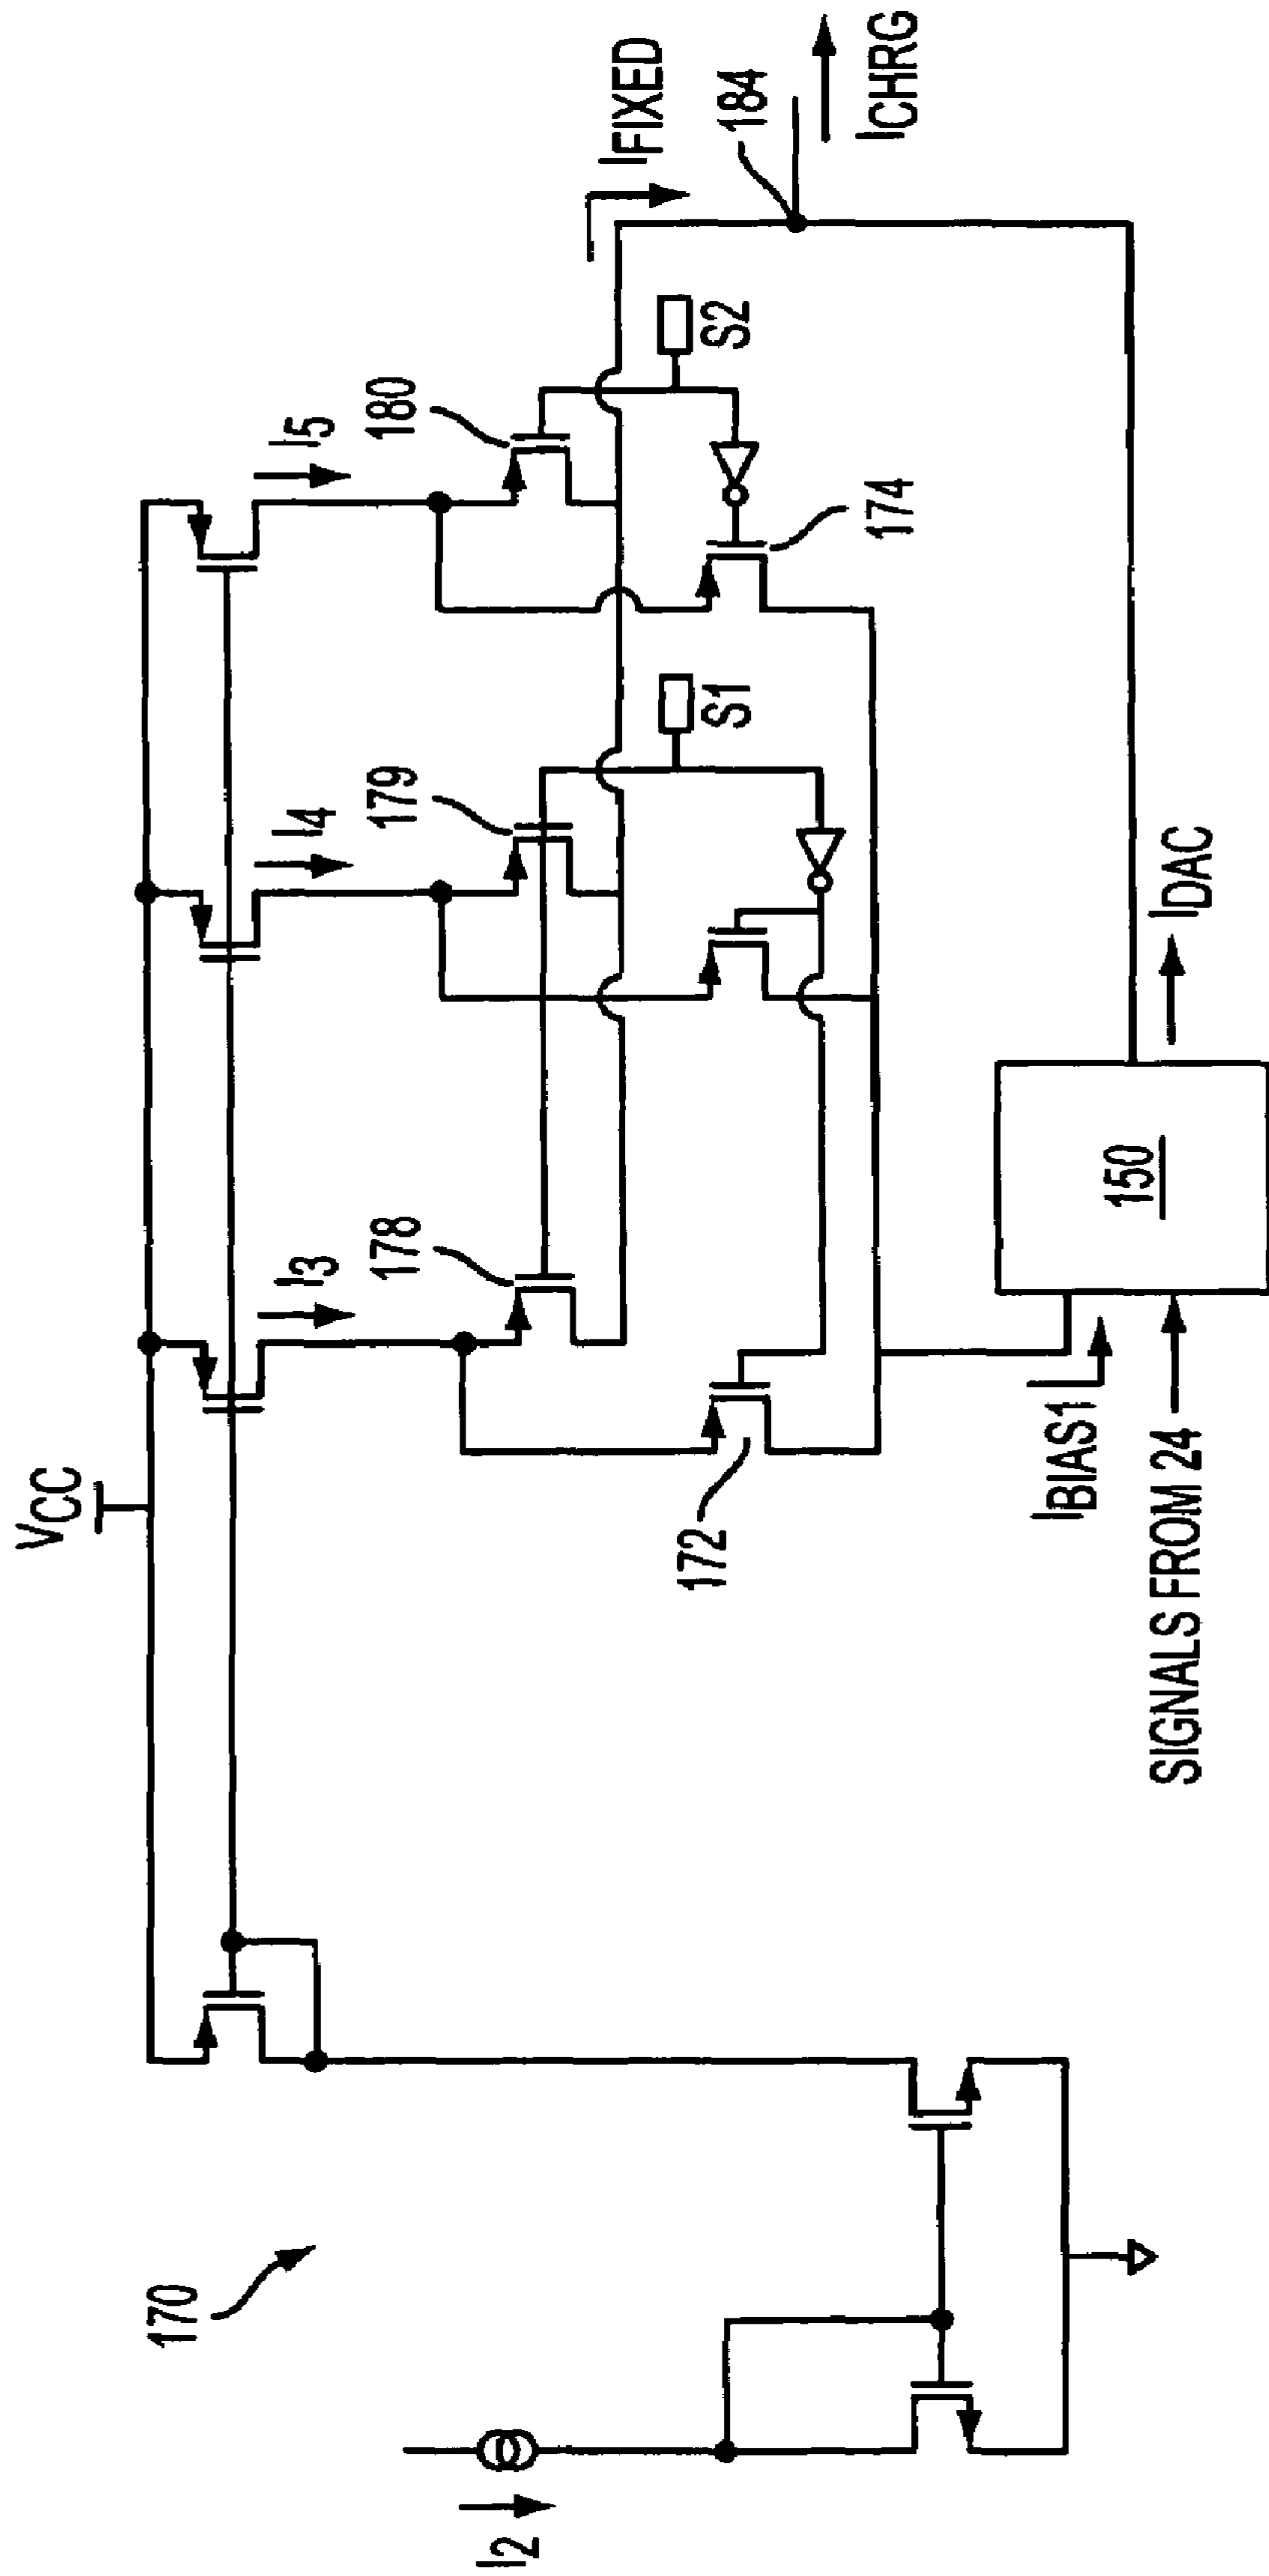 VCC
170
I2
I3
I4
I5
178
179
180
IFIXED
S1
S2
184
ICHRG
172
174
IBIAS1
150
IDAC
SIGNALS FROM 24